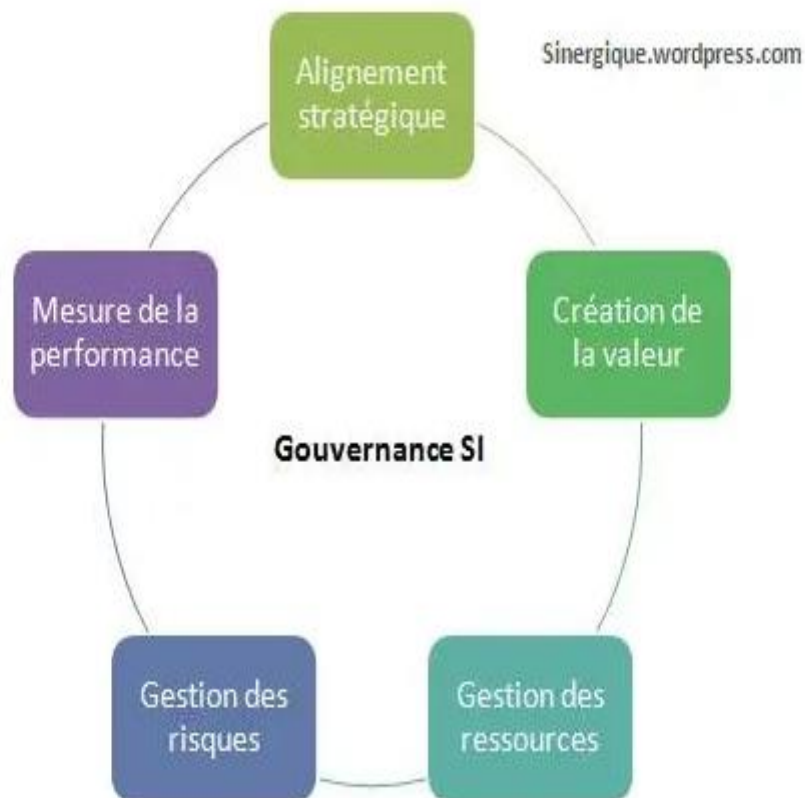 Sinergique.wordpress.com
Alignement
stratégique
Création de
la valeur
Gestion des
ressources
Gestion des
risques
Mesure de la
performance
Gouvernance SI